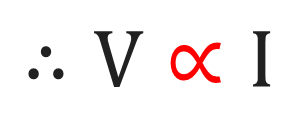 ∴ V ∝ I